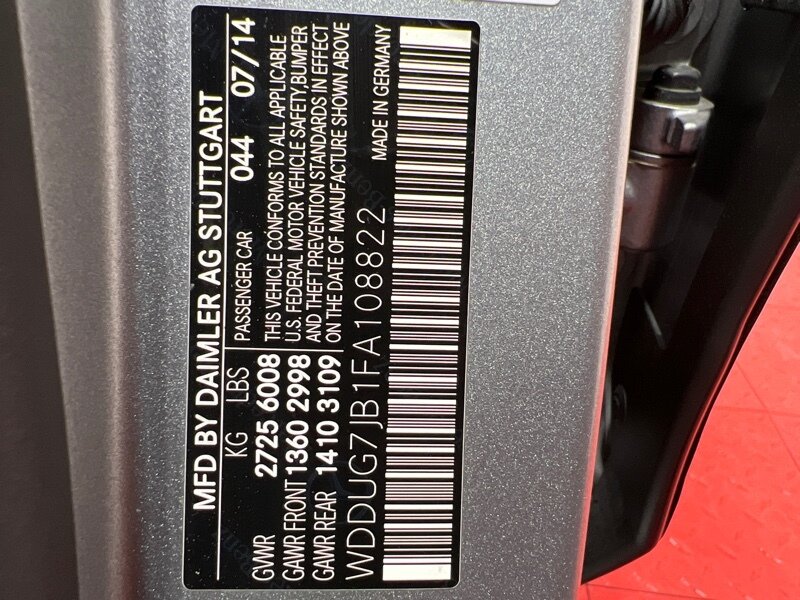 MFD BY DAIMLER AG STUTTGART
KG LBS PASSENGER CAR 044 07/14
GVWR 2725 6008
GAWR FRONT 1360 2998
GAWR REAR 1410 3109
THIS VEHICLE CONFORMS TO ALL APPLICABLE
U.S. FEDERAL MOTOR VEHICLE SAFETY, BUMPER
AND THEFT PREVENTION STANDARDS IN EFFECT
ON THE DATE OF MANUFACTURE SHOWN ABOVE
WDDUG7JB1FA108822 MADE IN GERMANY